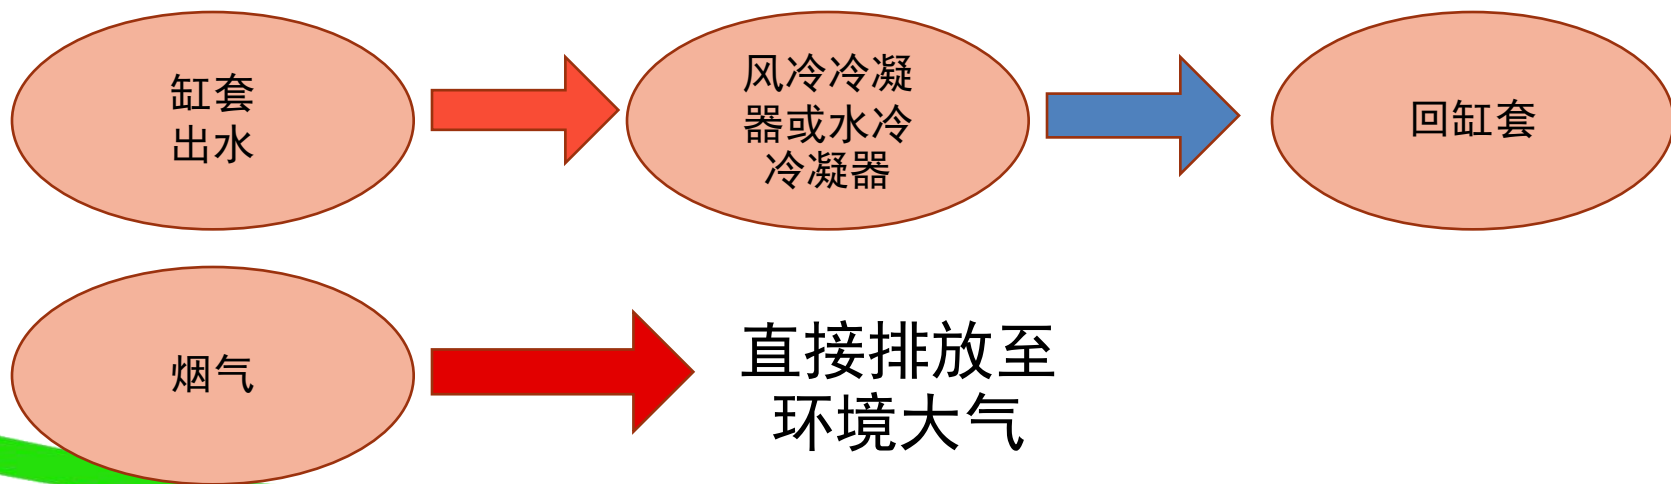 缸套
出水
风冷冷凝
器或水冷
冷凝器
回缸套
烟气
直接排放至
环境大气